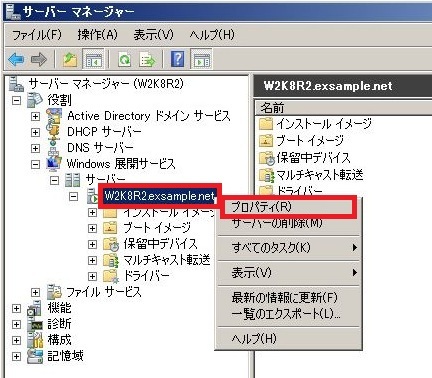 サーバー マネージャー
ファイル(F) 操作(A) 表示(V) ヘルプ(H)
サーバー マネージャー (W2K8R2)
役割
Active Directory ドメイン サービス
DHCP サーバー
DNS サーバー
Windows 展開サービス
サーバー
W2K8R2.exsample.net
インストール イメージ
ブート イメージ
保留中デバイス
マルチキャスト転送
ドライバー
ファイル サービス
機能
診断
構成
記憶域
W2K8R2.exsample.net
名前
インストール イメージ
ブート イメージ
保留中デバイス
マルチキャスト転送
ドライバー
プロパティ(R)
サーバーの削除(M)
すべてのタスク(K)
表示(V)
最新の情報に更新(F)
一覧のエクスポート(L)...
ヘルプ(H)